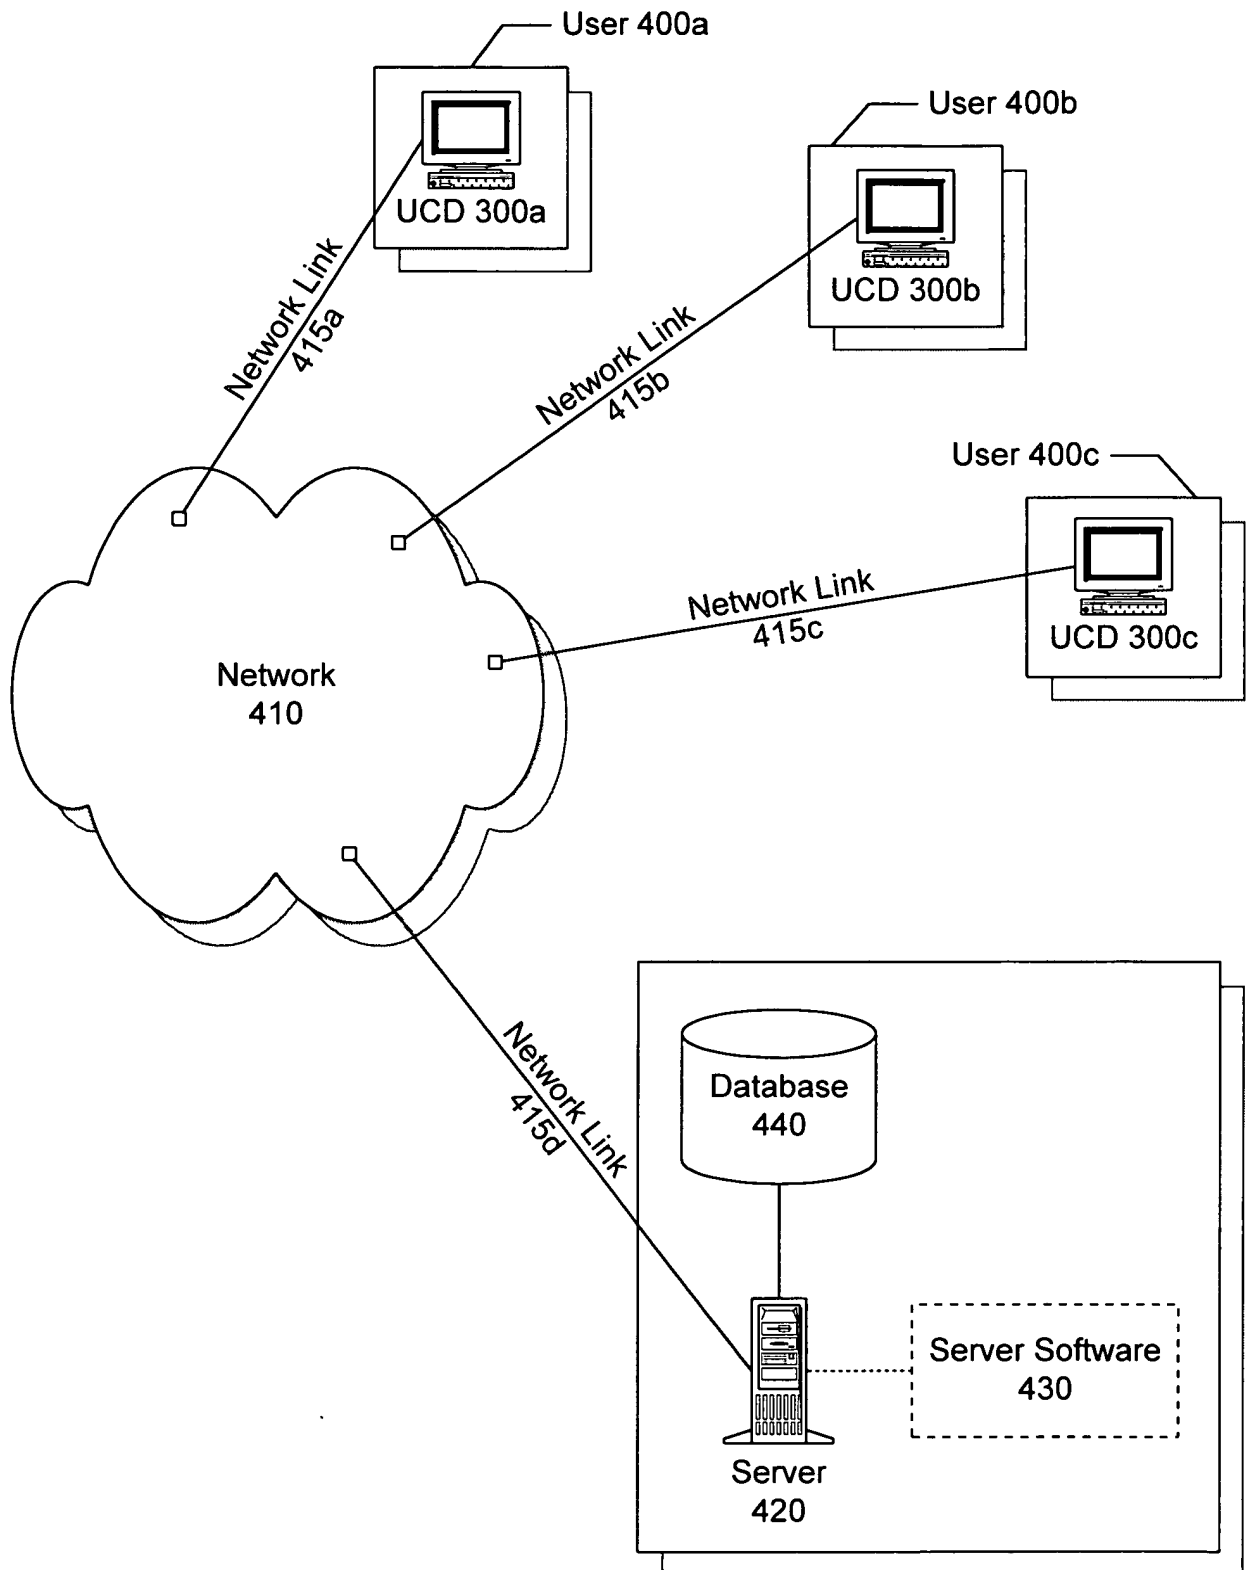 User 400a
UCD 300a
User 400b
UCD 300b
Network Link
415a
Network Link
415b
User 400c
UCD 300c
Network Link
415c
Network
410
Network Link
415d
Database
440
Server Software
430
Server
420